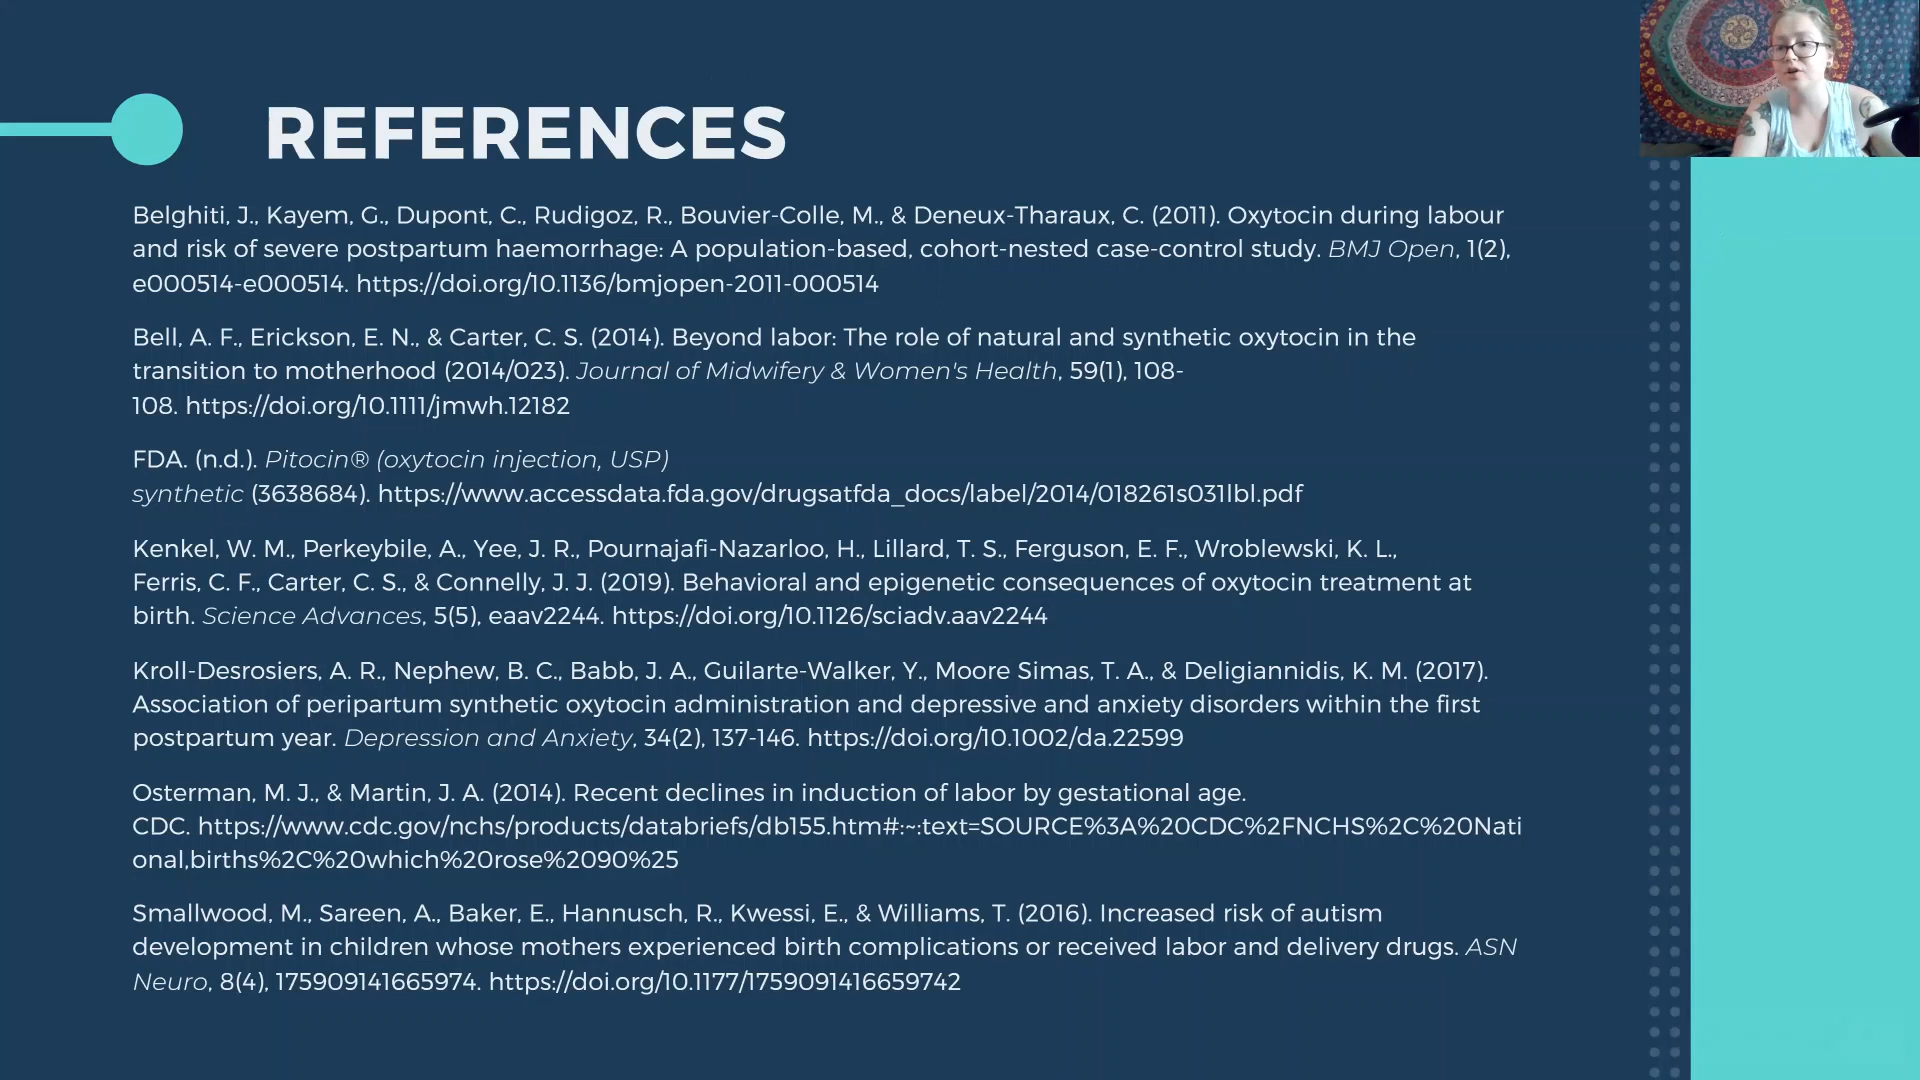 REFERENCES
Belghiti, J., Kayem, G., Dupont, C., Rudigoz, R., Bouvier-Colle, M., & Deneux-Tharaux, C. (2011). Oxytocin during labour
and risk of severe postpartum haemorrhage: A population-based, cohort-nested case-control study. BMJ Open, 1(2),
e000514-e000514. https://doi.org/10.1136/bmjopen-2011-000514
Bell, A. F., Erickson, E. N., & Carter, C. S. (2014). Beyond labor: The role of natural and synthetic oxytocin in the
transition to motherhood (2014/023). Journal of Midwifery & Women's Health, 59(1), 108-
108. https://doi.org/10.1111/jmwh.12182
FDA. (n.d.). Pitocin® (oxytocin injection, USP)
synthetic (3638684). https://www.accessdata.fda.gov/drugsatfda_docs/label/2014/018261s031lbl.pdf
Kenkel, W. M., Perkeybile, A., Yee, J. R., Pournajafi-Nazarloo, H., Lillard, T. S., Ferguson, E. F., Wroblewski, K. L.,
Ferris, C. F., Carter, C. S., & Connelly, J. J. (2019). Behavioral and epigenetic consequences of oxytocin treatment at
birth. Science Advances, 5(5), eaav2244. https://doi.org/10.1126/sciadv.aav2244
Kroll-Desrosiers, A. R., Nephew, B. C., Babb, J. A., Guilarte-Walker, Y., Moore Simas, T. A., & Deligiannidis, K. M. (2017).
Association of peripartum synthetic oxytocin administration and depressive and anxiety disorders within the first
postpartum year. Depression and Anxiety, 34(2), 137-146. https://doi.org/10.1002/da.22599
Osterman, M. J., & Martin, J. A. (2014). Recent declines in induction of labor by gestational age.
CDC. https://www.cdc.gov/nchs/products/databriefs/db155.htm#:~:text=SOURCE%3A%20CDC%2FNCHS%2C%20Nati
onal,births%2C%20which%20rose%2090%25
Smallwood, M., Sareen, A., Baker, E., Hannusch, R., Kwessi, E., & Williams, T. (2016). Increased risk of autism
development in children whose mothers experienced birth complications or received labor and delivery drugs. ASN
Neuro, 8(4), 175909141665974. https://doi.org/10.1177/1759091416659742